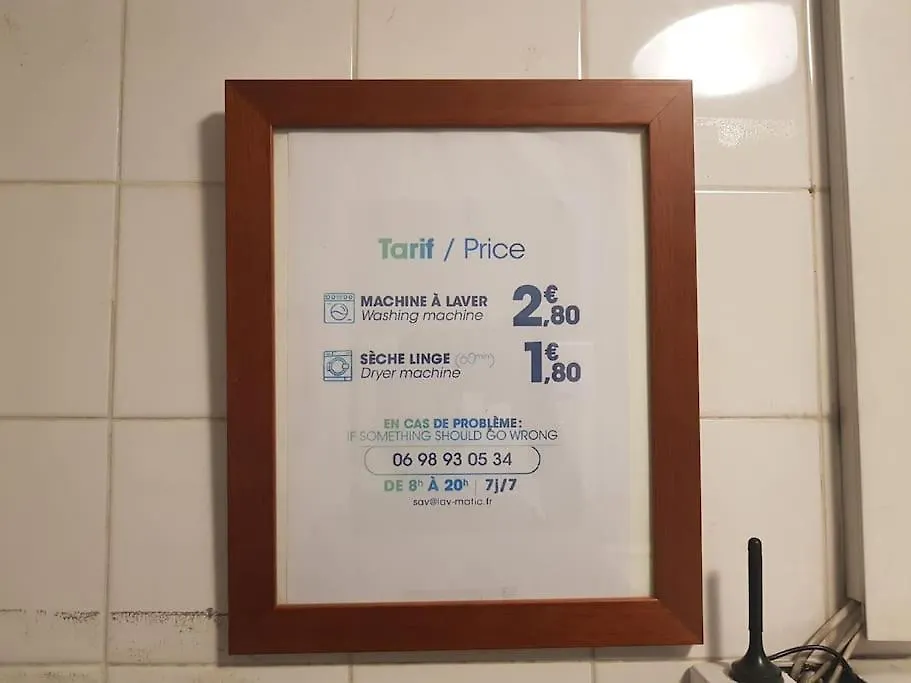 Tarif / Price
MACHINE À LAVER 2€,80
Washing machine
SÈCHE LINGE (60min) 1€,80
Dryer machine
EN CAS DE PROBLÈME:
IF SOMETHING SHOULD GO WRONG
06 98 93 05 34
DE 8h À 20h | 7j/7
sav@lav-matic.fr